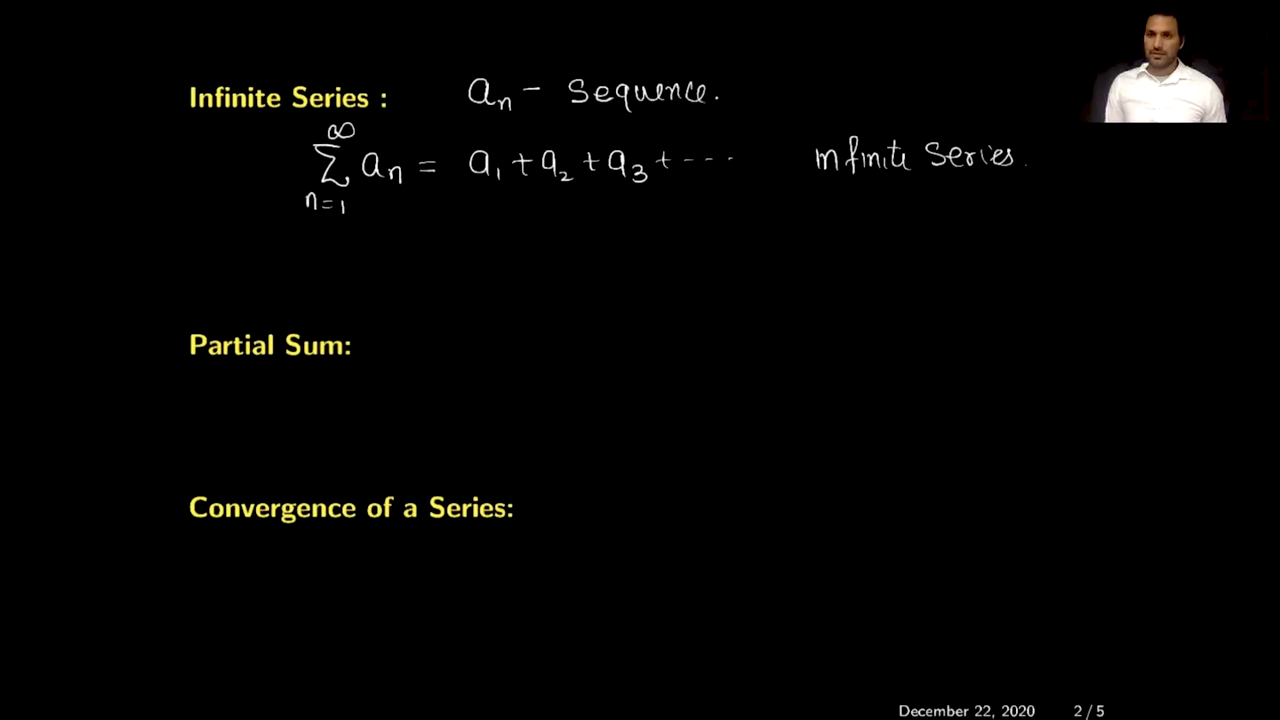 Infinite Series : aₙ - Sequence.
∞
∑ aₙ = a₁ + a₂ + a₃ + --- infinite Series.
n=1
Partial Sum:
Convergence of a Series:
December 22, 2020 2 / 5